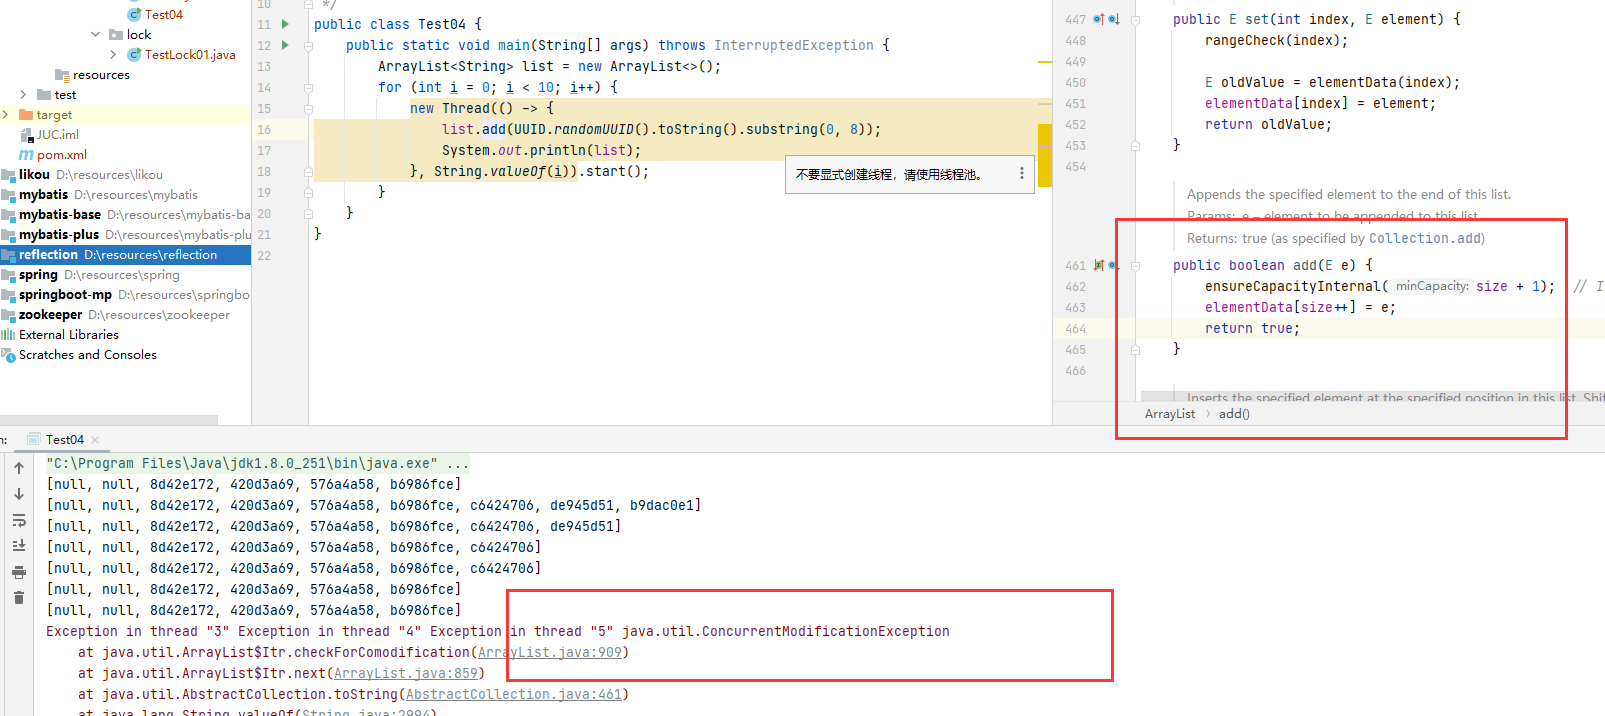 Test04
lock
TestLock01.java
resources
test
target
JUC.iml
pom.xml
likou D:\resources\likou
mybatis D:\resources\mybatis
mybatis-base D:\resources\mybatis-ba
mybatis-plus D:\resources\mybatis-plu
reflection D:\resources\reflection
spring D:\resources\spring
springboot-mp D:\resources\springbo
zookeeper D:\resources\zookeeper
External Libraries
Scratches and Consoles
10 */
11 public class Test04 {
12 public static void main(String[] args) throws InterruptedException {
13 ArrayList<String> list = new ArrayList<>();
14 for (int i = 0; i < 10; i++) {
15 new Thread(() -> {
16 list.add(UUID.randomUUID().toString().substring(0, 8));
17 System.out.println(list);
18 }, String.valueOf(i)).start();
19 }
20 }
21 }
22
不要显式创建线程，请使用线程池。
447 public E set(int index, E element) {
448 rangeCheck(index);
449
450 E oldValue = elementData(index);
451 elementData[index] = element;
452 return oldValue;
453 }
454
Appends the specified element to the end of this list.
Params: e – element to be appended to this list
Returns: true (as specified by Collection.add)
461 public boolean add(E e) {
462 ensureCapacityInternal( minCapacity: size + 1); // I
463 elementData[size++] = e;
464 return true;
465 }
466
Inserts the specified element at the specified position in this list. Shif
ArrayList > add()
n: Test04
"C:\Program Files\Java\jdk1.8.0_251\bin\java.exe" ...
[null, null, 8d42e172, 420d3a69, 576a4a58, b6986fce]
[null, null, 8d42e172, 420d3a69, 576a4a58, b6986fce, c6424706, de945d51, b9dac0e1]
[null, null, 8d42e172, 420d3a69, 576a4a58, b6986fce, c6424706, de945d51]
[null, null, 8d42e172, 420d3a69, 576a4a58, b6986fce, c6424706]
[null, null, 8d42e172, 420d3a69, 576a4a58, b6986fce, c6424706]
[null, null, 8d42e172, 420d3a69, 576a4a58, b6986fce]
[null, null, 8d42e172, 420d3a69, 576a4a58, b6986fce]
Exception in thread "3" Exception in thread "4" Exception in thread "5" java.util.ConcurrentModificationException
at java.util.ArrayList$Itr.checkForComodification(ArrayList.java:909)
at java.util.ArrayList$Itr.next(ArrayList.java:859)
at java.util.AbstractCollection.toString(AbstractCollection.java:461)
at java.lang.String.valueOf(String.java:2994)